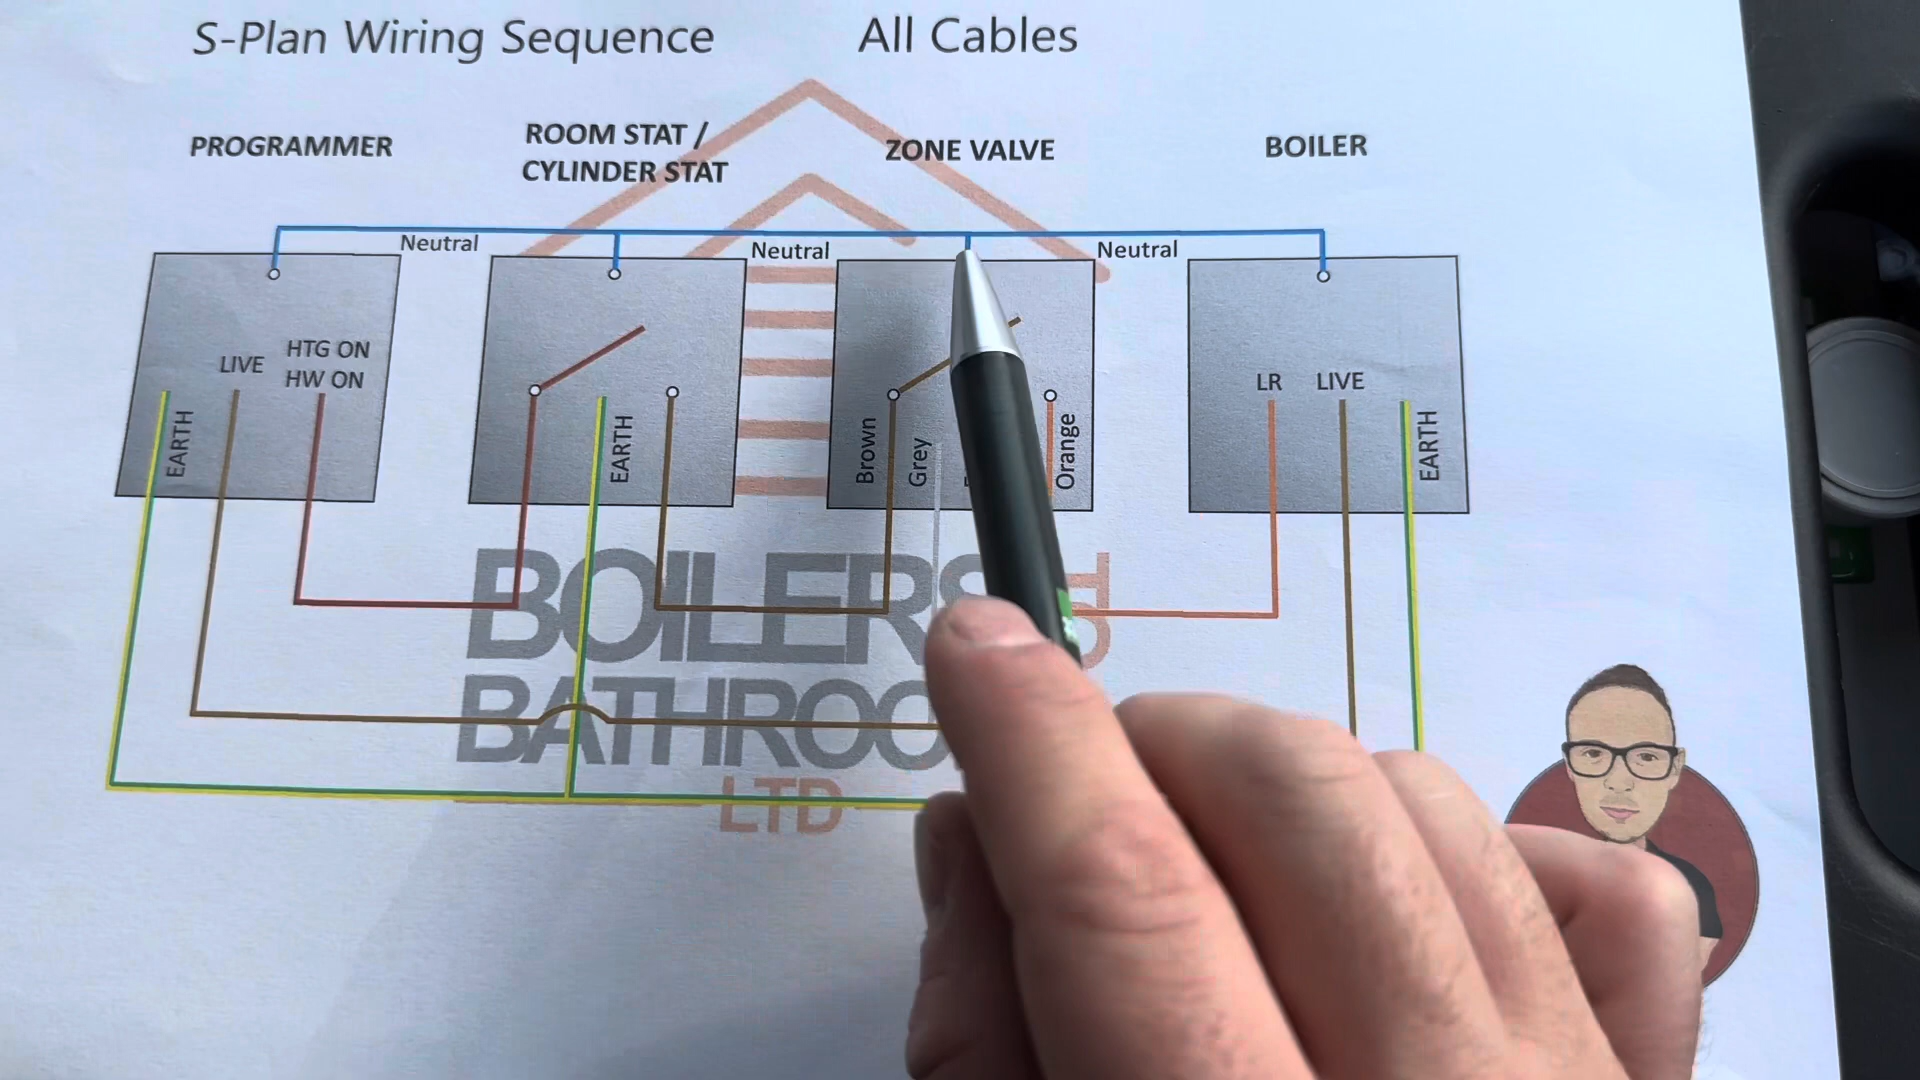 S-Plan Wiring Sequence
All Cables
PROGRAMMER
ROOM STAT /
CYLINDER STAT
ZONE VALVE
BOILER
Neutral
Neutral
Neutral
LIVE
HTG ON
HW ON
EARTH
EARTH
Brown
Grey
Orange
LR
LIVE
EARTH
BOILERS
LTD